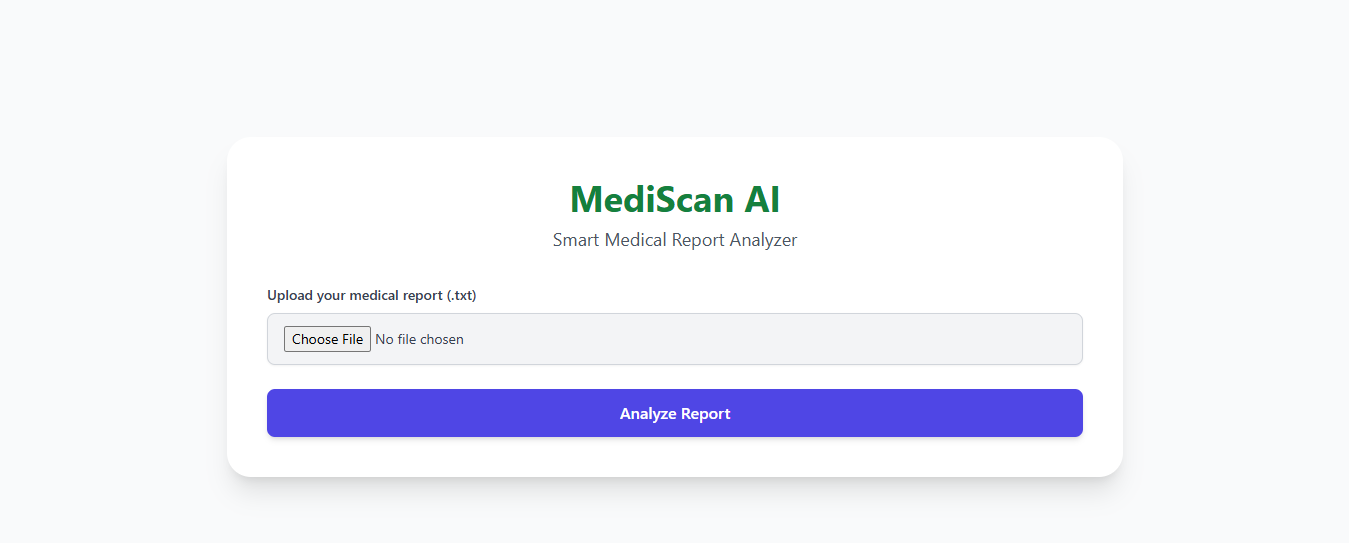 MediScan AI
Smart Medical Report Analyzer
Upload your medical report (.txt)
Choose File No file chosen
Analyze Report